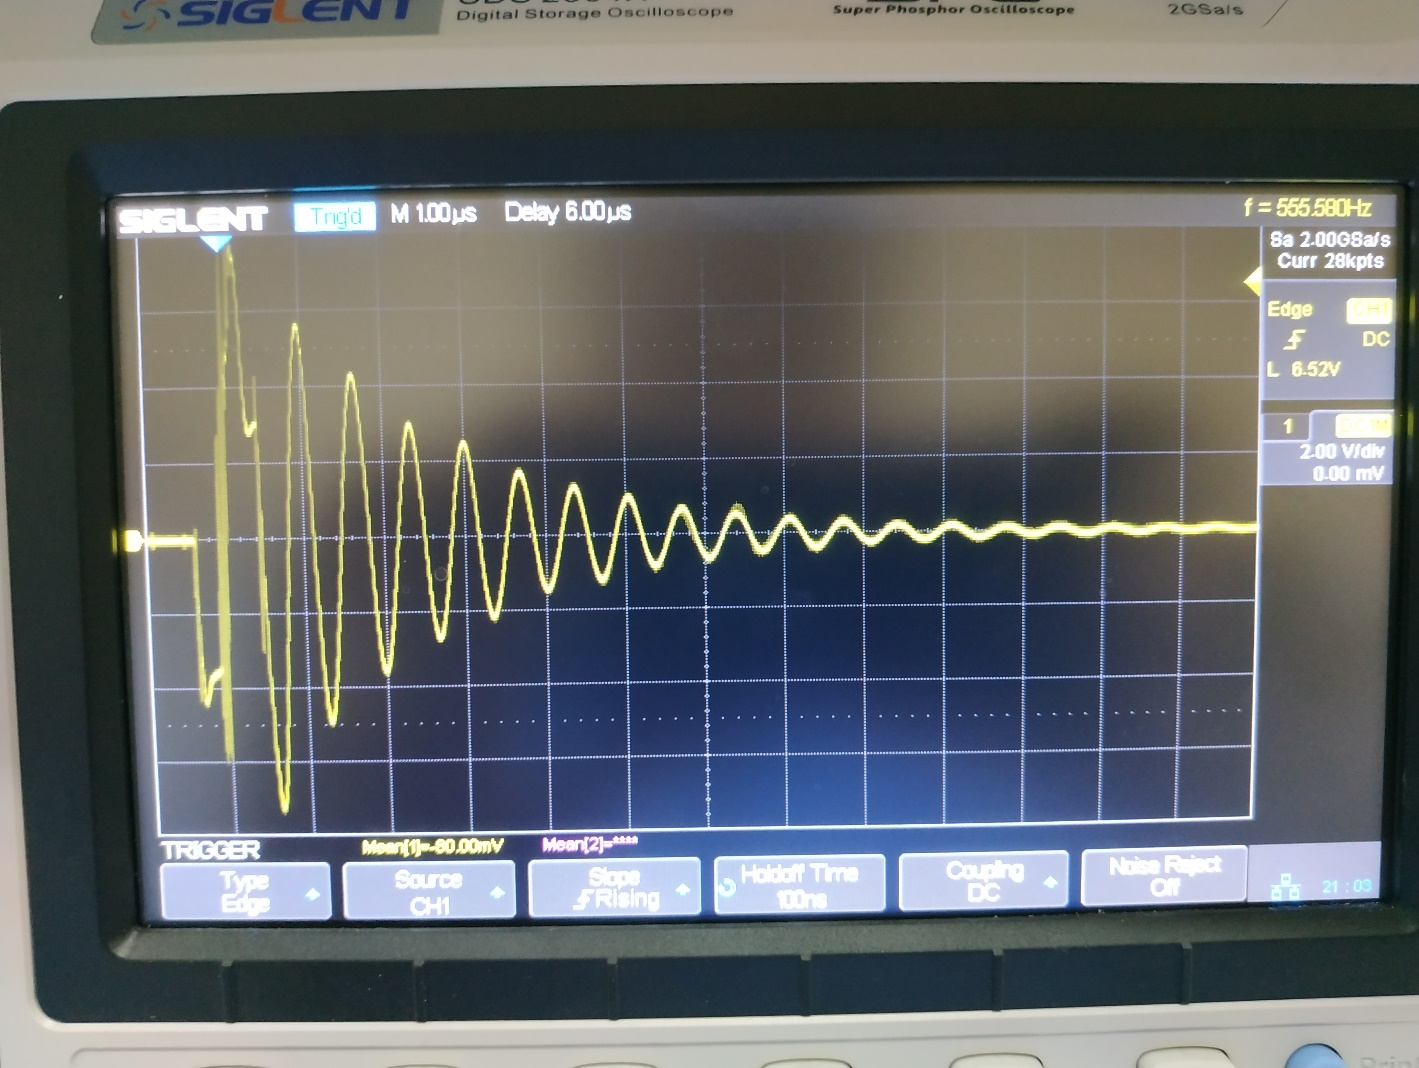 SIGLENT
Digital Storage Oscilloscope
Super Phosphor Oscilloscope
2GSa/s
SIGLENT Trig'd M 1.00µs Delay 6.00µs f = 555.580Hz
Sa 2.00GSa/s
Curr 28kpts
Edge CH1
DC
L 6.52V
1 DC1M
2.00 V/div
0.00 mV
TRIGGER Mean[1]=-80.00mV Mean[2]=****
Type
Edge
Source
CH1
Slope
Rising
Holdoff Time
100ns
Coupling
DC
Noise Reject
Off
21:03